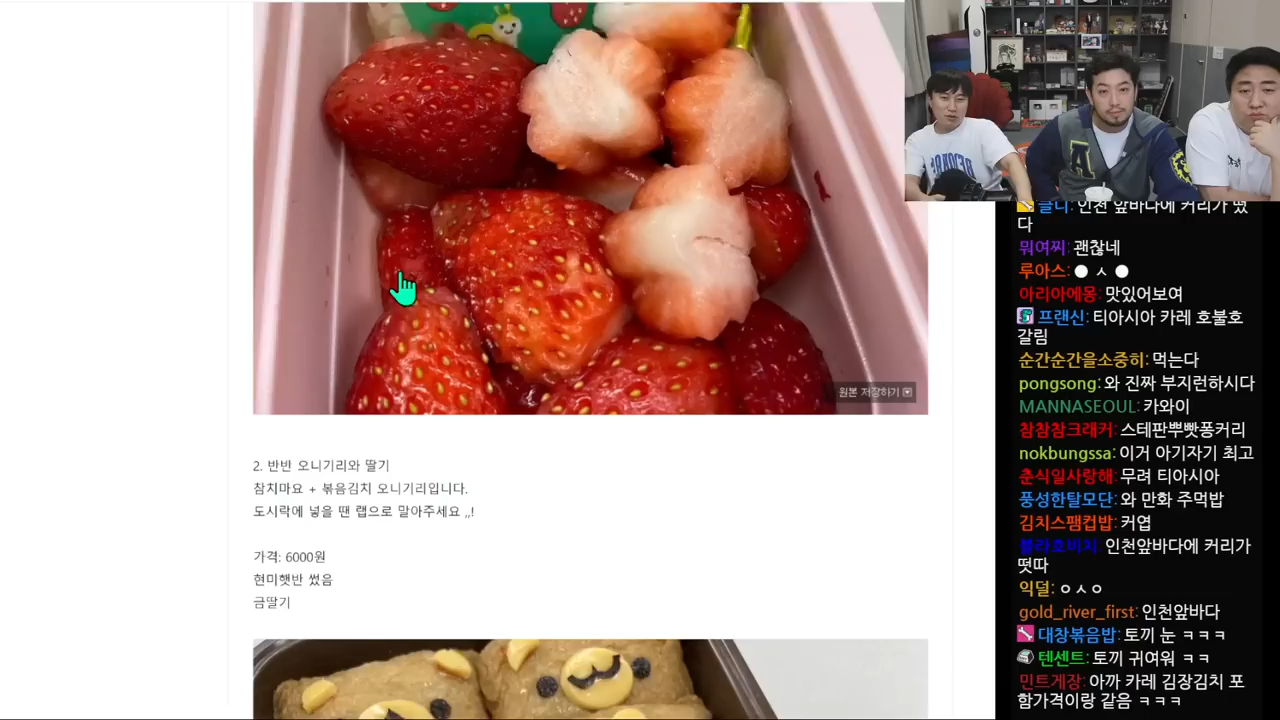 원본 저장하기
2. 반반 오니기리와 딸기
참치마요 + 볶음김치 오니기리입니다.
도시락에 넣을 땐 랩으로 말아주세요 ,,!
가격: 6000원
현미햇반 썼음
금딸기
글디: 인천 앞바다에 커리가 떴
다
뭐여찌: 괜찮네
루아스: ● ㅅ ●
아리아에몽: 맛있어보여
프랜신: 티아시아 카레 호불호
갈림
순간순간을소중히: 먹는다
pongsong: 와 진짜 부지런하시다
MANNASEOUL: 카와이
참참참크래커: 스테판뿌빳퐁커리
nokbungssa: 이거 아기자기 최고
춘식일사랑해: 무려 티아시아
풍성한탈모단: 와 만화 주먹밥
김치스팸컵밥: 커엽
블라호비치: 인천앞바다에 커리가
떳따
익덜: ㅇㅅㅇ
gold_river_first: 인천앞바다
대창볶음밥: 토끼 눈 ㅋㅋㅋ
텐센트: 토끼 귀여워 ㅋㅋ
민트게장: 아까 카레 김장김치 포
함가격이랑 같음 ㅋㅋㅋ